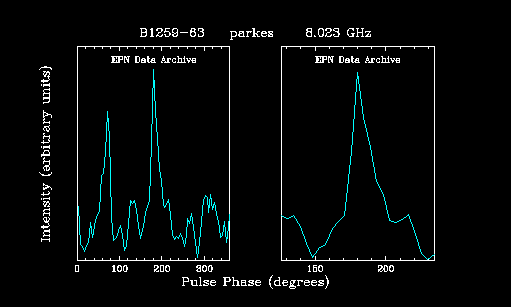 B1259-63 parkes 8.023 GHz
EPN Data Archive EPN Data Archive
Intensity (arbitrary units)
0 100 200 300 150 200
Pulse Phase (degrees)